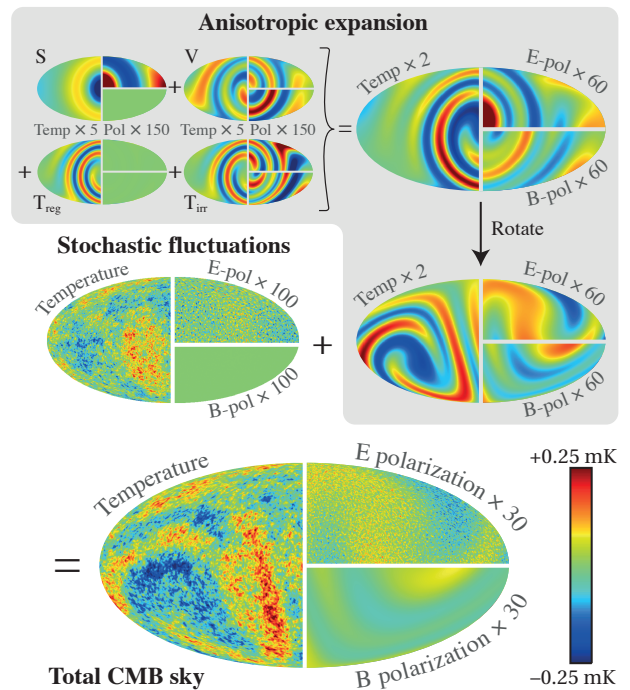 Anisotropic expansion
S
V
+
Temp × 5 Pol × 150
Temp × 5 Pol × 150
+
T_reg
+
T_irr
=
Temp × 2
E-pol × 60
B-pol × 60
Rotate
Stochastic fluctuations
Temperature
E-pol × 100
B-pol × 100
+
Temp × 2
E-pol × 60
B-pol × 60
=
Temperature
E polarization × 30
B polarization × 30
Total CMB sky
+0.25 mK
−0.25 mK